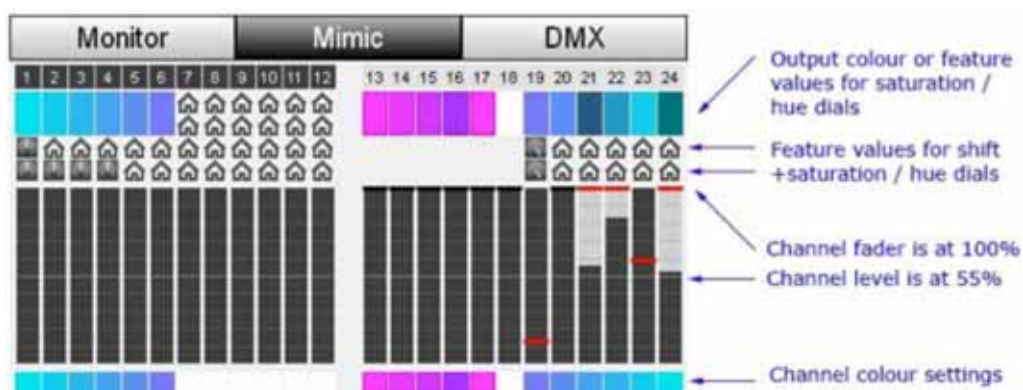 Monitor Mimic DMX
1 2 3 4 5 6 7 8 9 10 11 12 13 14 15 16 17 18 19 20 21 22 23 24
Output colour or feature
values for saturation /
hue dials
Feature values for shift
+saturation / hue dials
Channel fader is at 100%
Channel level is at 55%
Channel colour settings